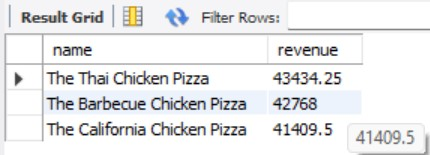 Result Grid Filter Rows:
name revenue
The Thai Chicken Pizza 43434.25
The Barbecue Chicken Pizza 42768
The California Chicken Pizza 41409.5
41409.5